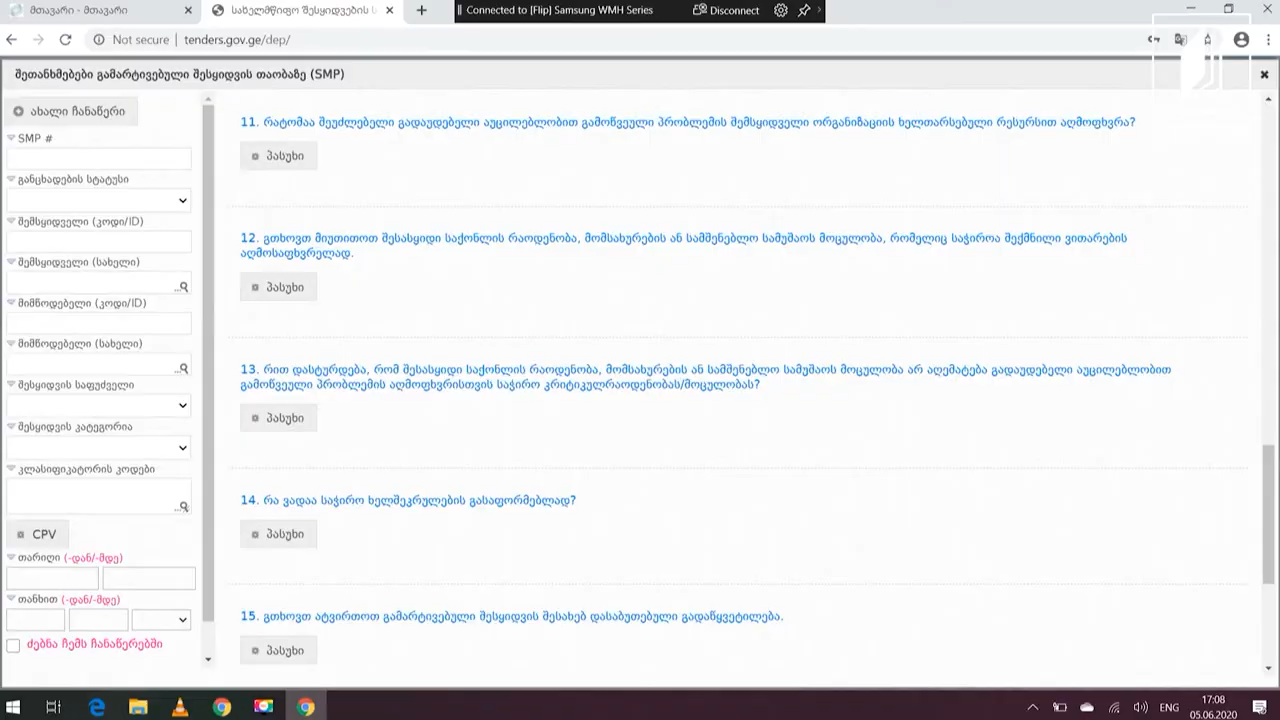 მთავარი - მთავარი
სახელმწიფო შესყიდვების ს
Connected to [Flip] Samsung WMH Series
Disconnect
Not secure
tenders.gov.ge/dep/
შეთანხმებები გამარტივებული შესყიდვის თაობაზე (SMP)
ახალი ჩანაწერი
SMP #
განცხადების სტატუსი
შემსყიდველი (კოდი/ID)
შემსყიდველი (სახელი)
...
მიმწოდებელი (კოდი/ID)
მიმწოდებელი (სახელი)
...
შესყიდვის საფუძველი
შესყიდვის კატეგორია
კლასიფიკატორის კოდები
...
CPV
თარიღი (-დან/-მდე)
თანხით (-დან/-მდე)
ძებნა ჩემს ჩანაწერებში
11. რატომაა შეუძლებელი გადაუდებელი აუცილებლობით გამოწვეული პრობლემის შემსყიდველი ორგანიზაციის ხელთარსებული რესურსით აღმოფხვრა?
პასუხი
12. გთხოვთ მიუთითოთ შესასყიდი საქონლის რაოდენობა, მომსახურების ან სამშენებლო სამუშაოს მოცულობა, რომელიც საჭიროა შექმნილი ვითარების
აღმოსაფხვრელად.
პასუხი
13. რით დასტურდება, რომ შესასყიდი საქონლის რაოდენობა, მომსახურების ან სამშენებლო სამუშაოს მოცულობა არ აღემატება გადაუდებელი აუცილებლობით
გამოწვეული პრობლემის აღმოფხვრისთვის საჭირო კრიტიკულრაოდენობას/მოცულობას?
პასუხი
14. რა ვადაა საჭირო ხელშეკრულების გასაფორმებლად?
პასუხი
15. გთხოვთ ატვირთოთ გამარტივებული შესყიდვის შესახებ დასაბუთებული გადაწყვეტილება.
პასუხი
ENG
17:08
05.06.2020